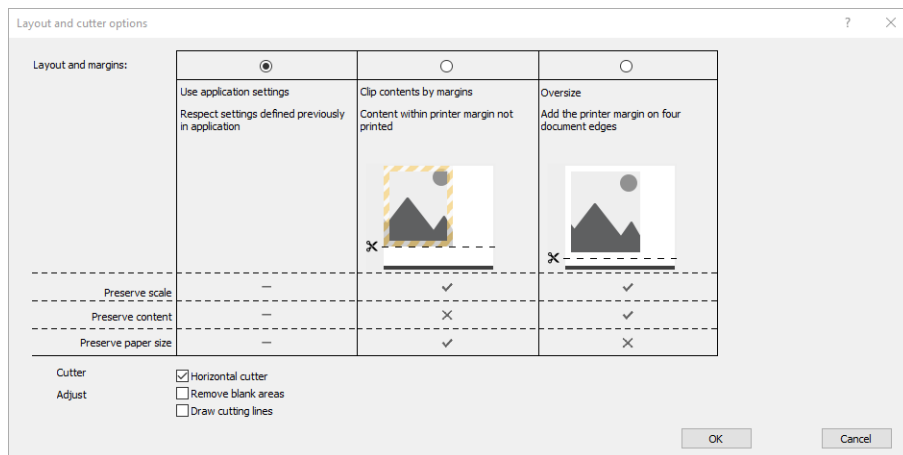 Layout and cutter options
Layout and margins:
Use application settings
Respect settings defined previously
in application
Clip contents by margins
Content within printer margin not
printed
Oversize
Add the printer margin on four
document edges
Preserve scale
Preserve content
Preserve paper size
Cutter
Horizontal cutter
Adjust
Remove blank areas
Draw cutting lines
OK
Cancel